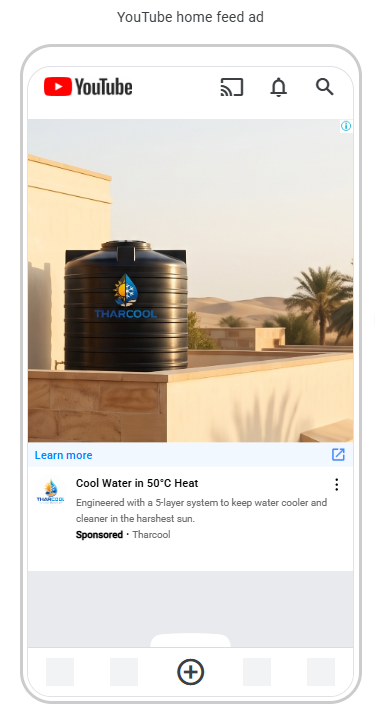 YouTube home feed ad
YouTube
THARCOOL
Learn more
Cool Water in 50°C Heat
THARCOOL
Engineered with a 5-layer system to keep water cooler and
cleaner in the harshest sun.
Sponsored • Tharcool